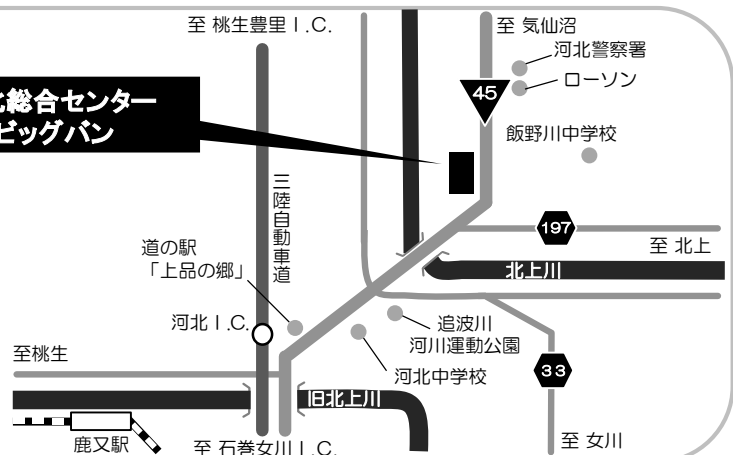 至 桃生豊里 I.C.
至 気仙沼
河北警察署
ローソン
45
総合センター
ビッグバン
飯野川中学校
三陸自動車道
197
至 北上
道の駅
「上品の郷」
北上川
河北 I.C.
追波川
河川運動公園
至桃生
河北中学校
33
旧北上川
鹿又駅
至 石巻女川 I.C.
至 女川